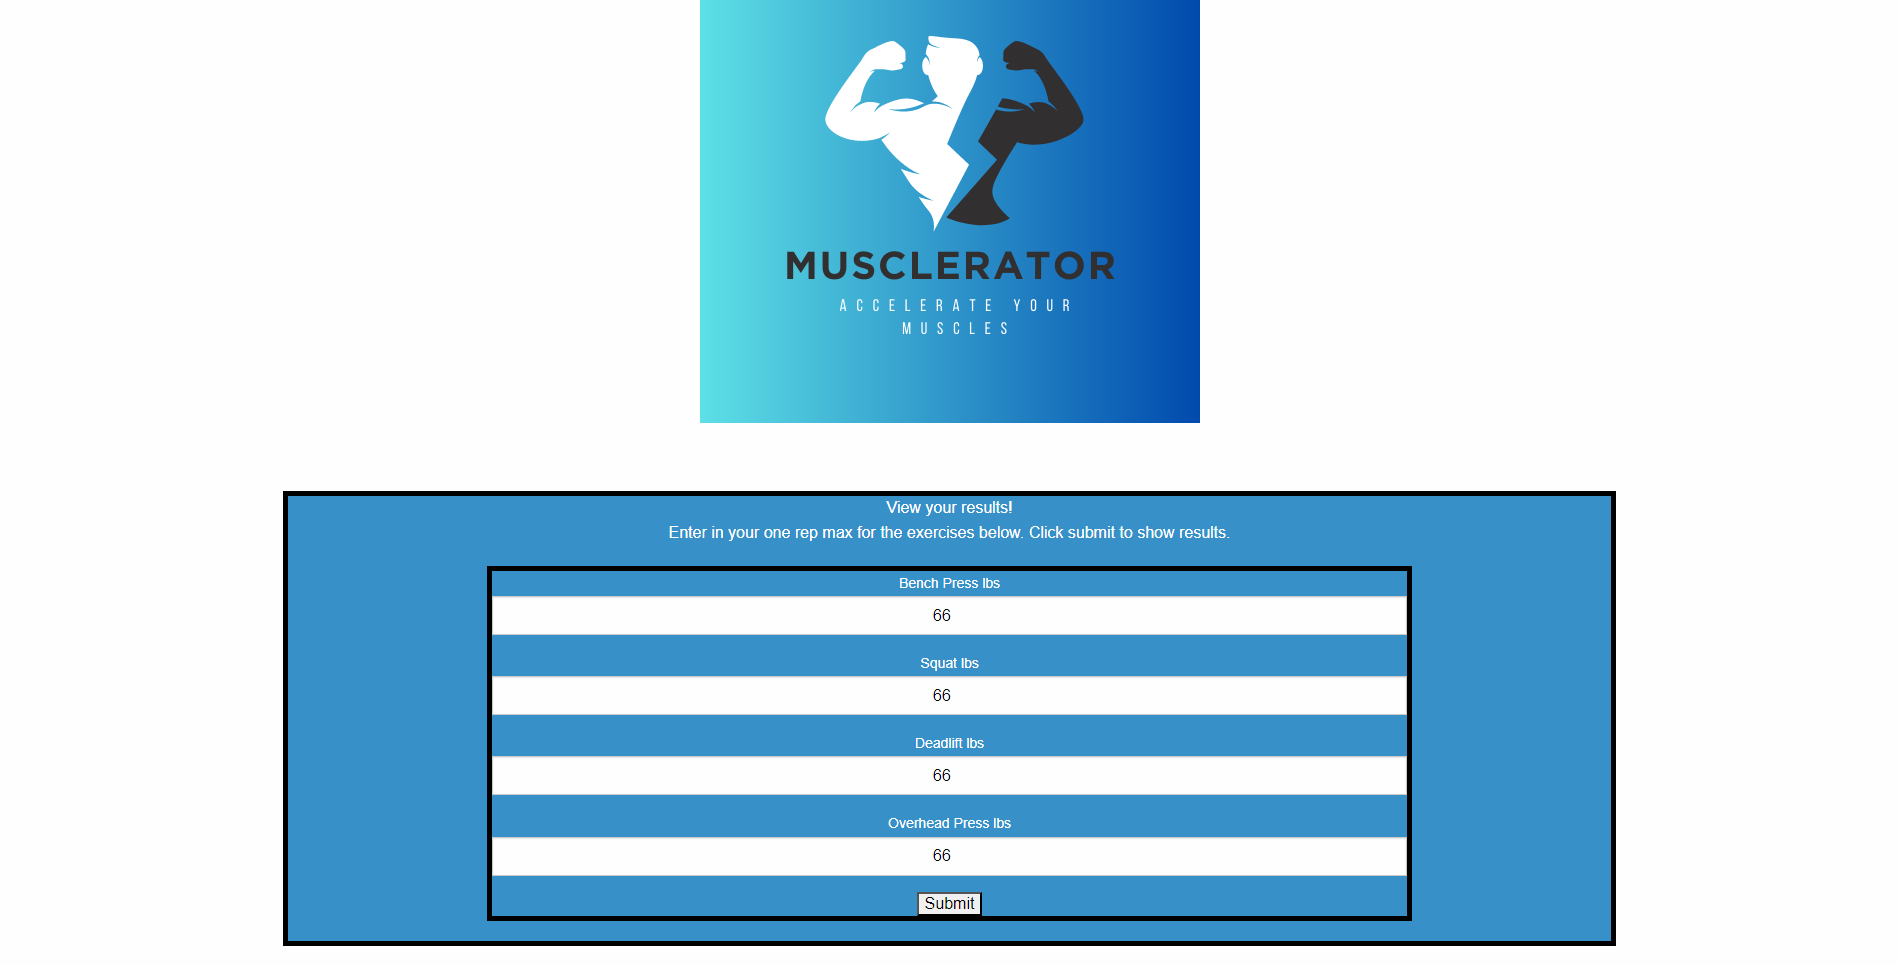 MUSCLERATOR
ACCELERATE YOUR
MUSCLES
View your results!
Enter in your one rep max for the exercises below. Click submit to show results.
Bench Press lbs
66
Squat lbs
66
Deadlift lbs
66
Overhead Press lbs
66
Submit